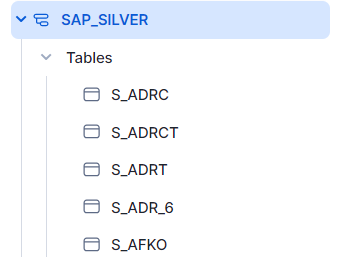 SAP_SILVER
Tables
S_ADRC
S_ADRCT
S_ADRT
S_ADR_6
S_AFKO